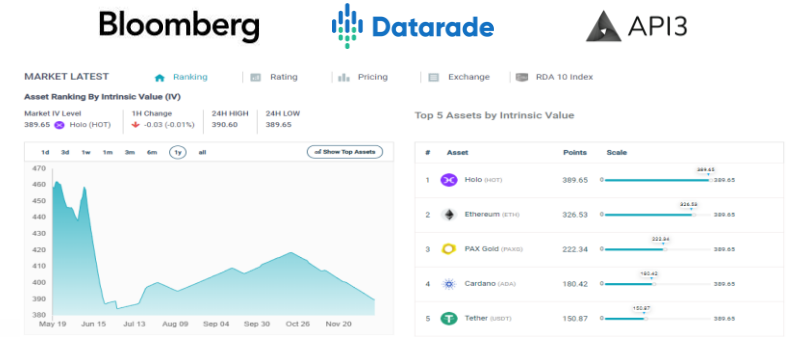 Bloomberg Datarade API3
MARKET LATEST Ranking Rating Pricing Exchange RDA 10 Index
Asset Ranking By Intrinsic Value (IV)
Market IV Level 1H Change 24H HIGH 24H LOW
389.65 Holo (HOT) -0.03 (-0.01%) 390.60 389.65
1d 3d 1w 1m 3m 6m 1y all Show Top Assets
470
460
450
440
430
420
410
400
390
380
May 19 Jun 15 Jul 13 Aug 09 Sep 04 Sep 30 Oct 26 Nov 20
Top 5 Assets by Intrinsic Value
# Asset Points Scale
389.65
1 Holo (HOT) 389.65 0 389.65
326.53
2 Ethereum (ETH) 326.53 0 389.65
222.34
3 PAX Gold (PAXG) 222.34 0 389.65
180.42
4 Cardano (ADA) 180.42 0 389.65
150.87
5 Tether (USDT) 150.87 0 389.65